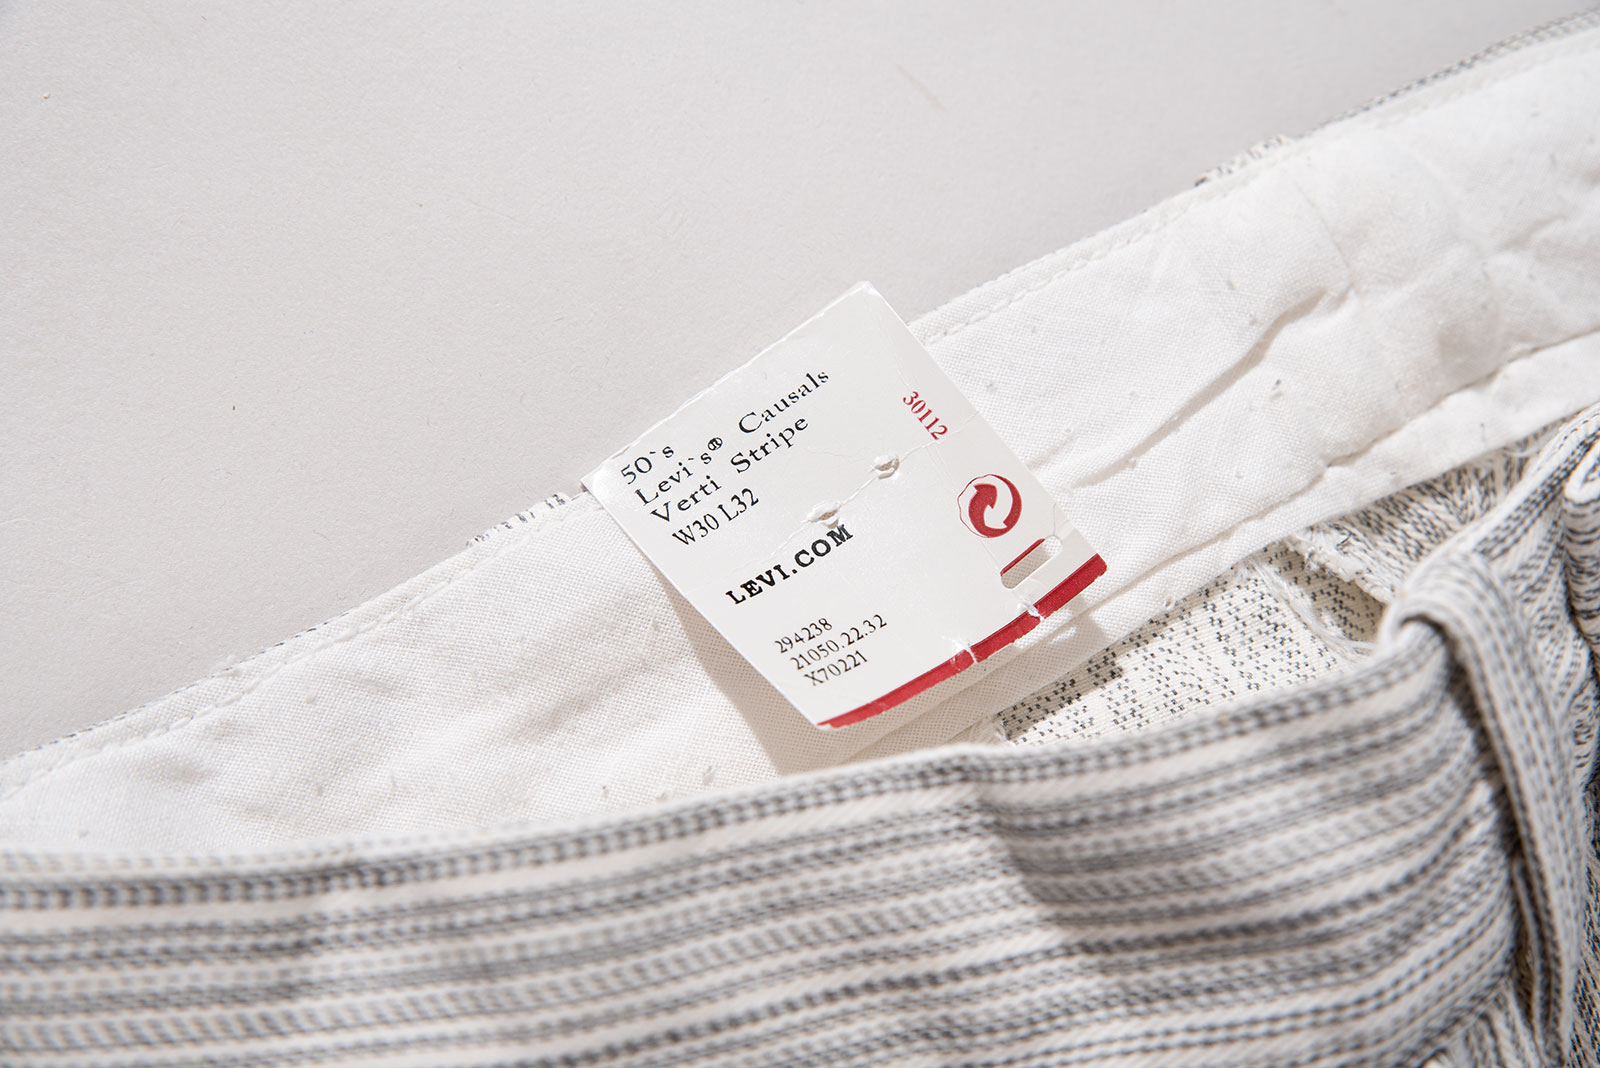 50`s
Levi`s® Causals
Verti Stripe
W30 L32
LEVI.COM
294238
21050.22.32
X70221
30112